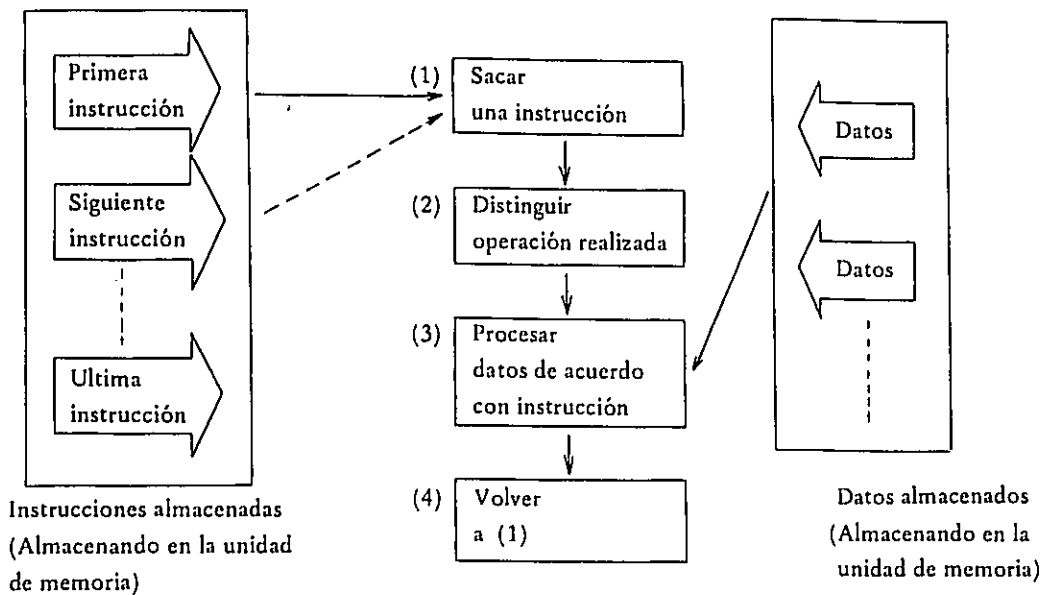 Primera
instrucción
Siguiente
instrucción
Ultima
instrucción
Instrucciones almacenadas
(Almacenando en la unidad
de memoria)
(1) Sacar
una instrucción
(2) Distinguir
operación realizada
(3) Procesar
datos de acuerdo
con instrucción
(4) Volver
a (1)
Datos
Datos
Datos almacenados
(Almacenando en la
unidad de memoria)